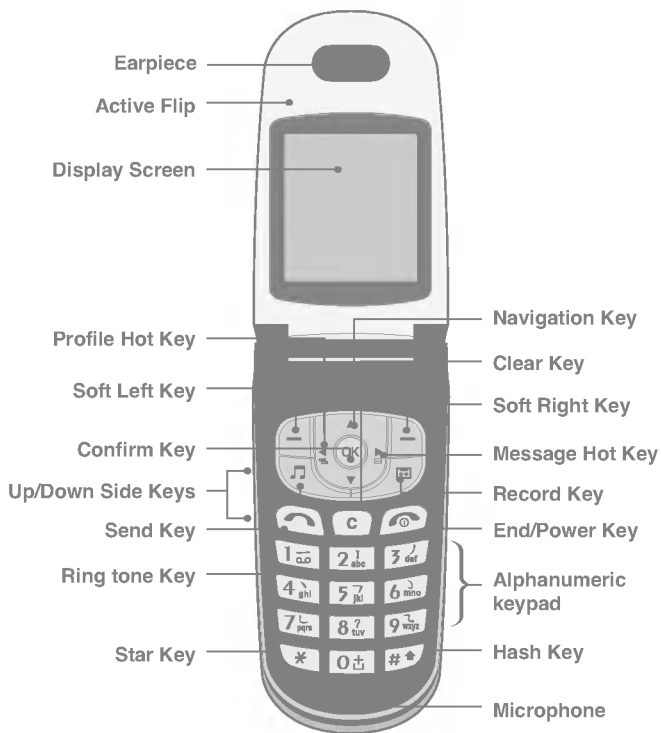 Earpiece
Active Flip
Display Screen
Profile Hot Key
Soft Left Key
Confirm Key
Up/Down Side Keys
Send Key
Ring tone Key
Star Key
Navigation Key
Clear Key
Soft Right Key
Message Hot Key
Record Key
End/Power Key
Alphanumeric
keypad
Hash Key
Microphone
OK
C
1
2 abc
3 def
4 ghi
5 jkl
6 mno
7 pqrs
8 tuv
9 wxyz
*
0
#